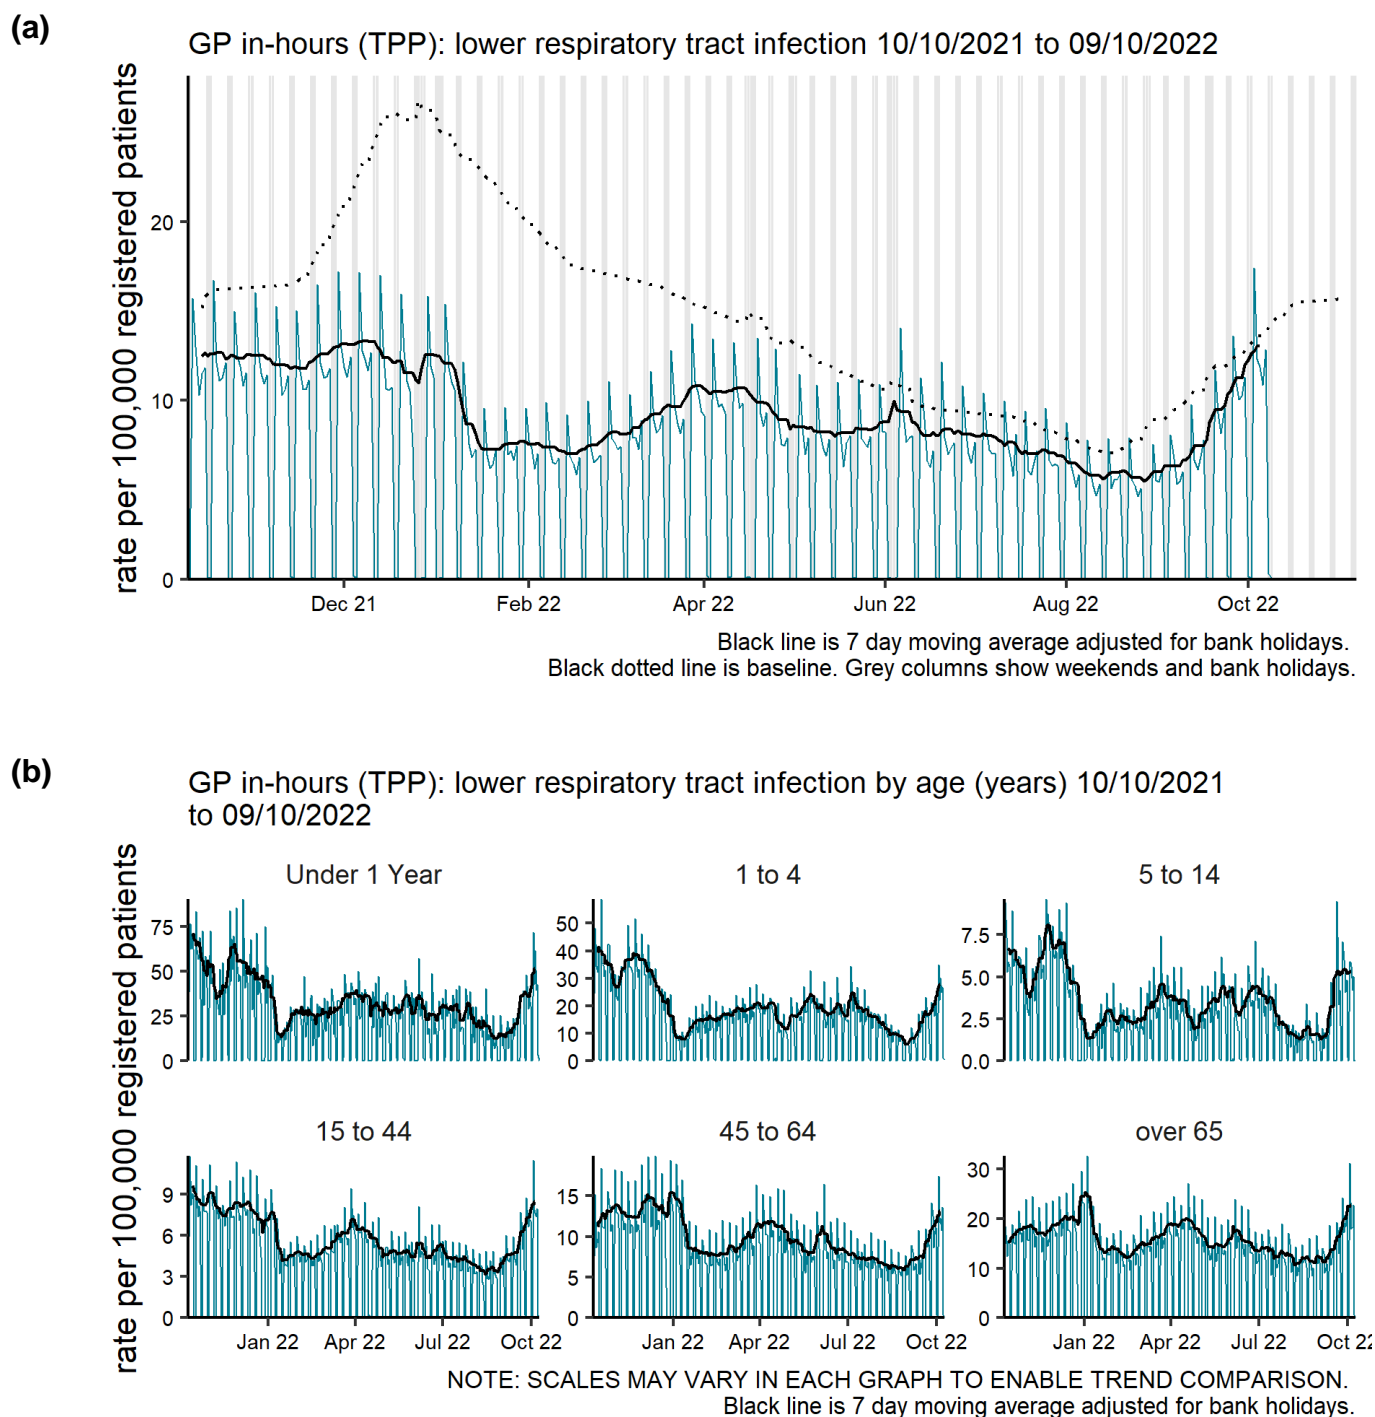 (a)
GP in-hours (TPP): lower respiratory tract infection 10/10/2021 to 09/10/2022
rate per 100,000 registered patients
20
10
0
Dec 21 Feb 22 Apr 22 Jun 22 Aug 22 Oct 22
Black line is 7 day moving average adjusted for bank holidays.
Black dotted line is baseline. Grey columns show weekends and bank holidays.
(b)
GP in-hours (TPP): lower respiratory tract infection by age (years) 10/10/2021
to 09/10/2022
rate per 100,000 registered patients
Under 1 Year
75
50
25
0
1 to 4
50
40
30
20
10
0
5 to 14
7.5
5.0
2.5
0.0
15 to 44
9
6
3
0
Jan 22 Apr 22 Jul 22 Oct 22
45 to 64
15
10
5
0
Jan 22 Apr 22 Jul 22 Oct 22
over 65
30
20
10
0
Jan 22 Apr 22 Jul 22 Oct 22
NOTE: SCALES MAY VARY IN EACH GRAPH TO ENABLE TREND COMPARISON.
Black line is 7 day moving average adjusted for bank holidays.